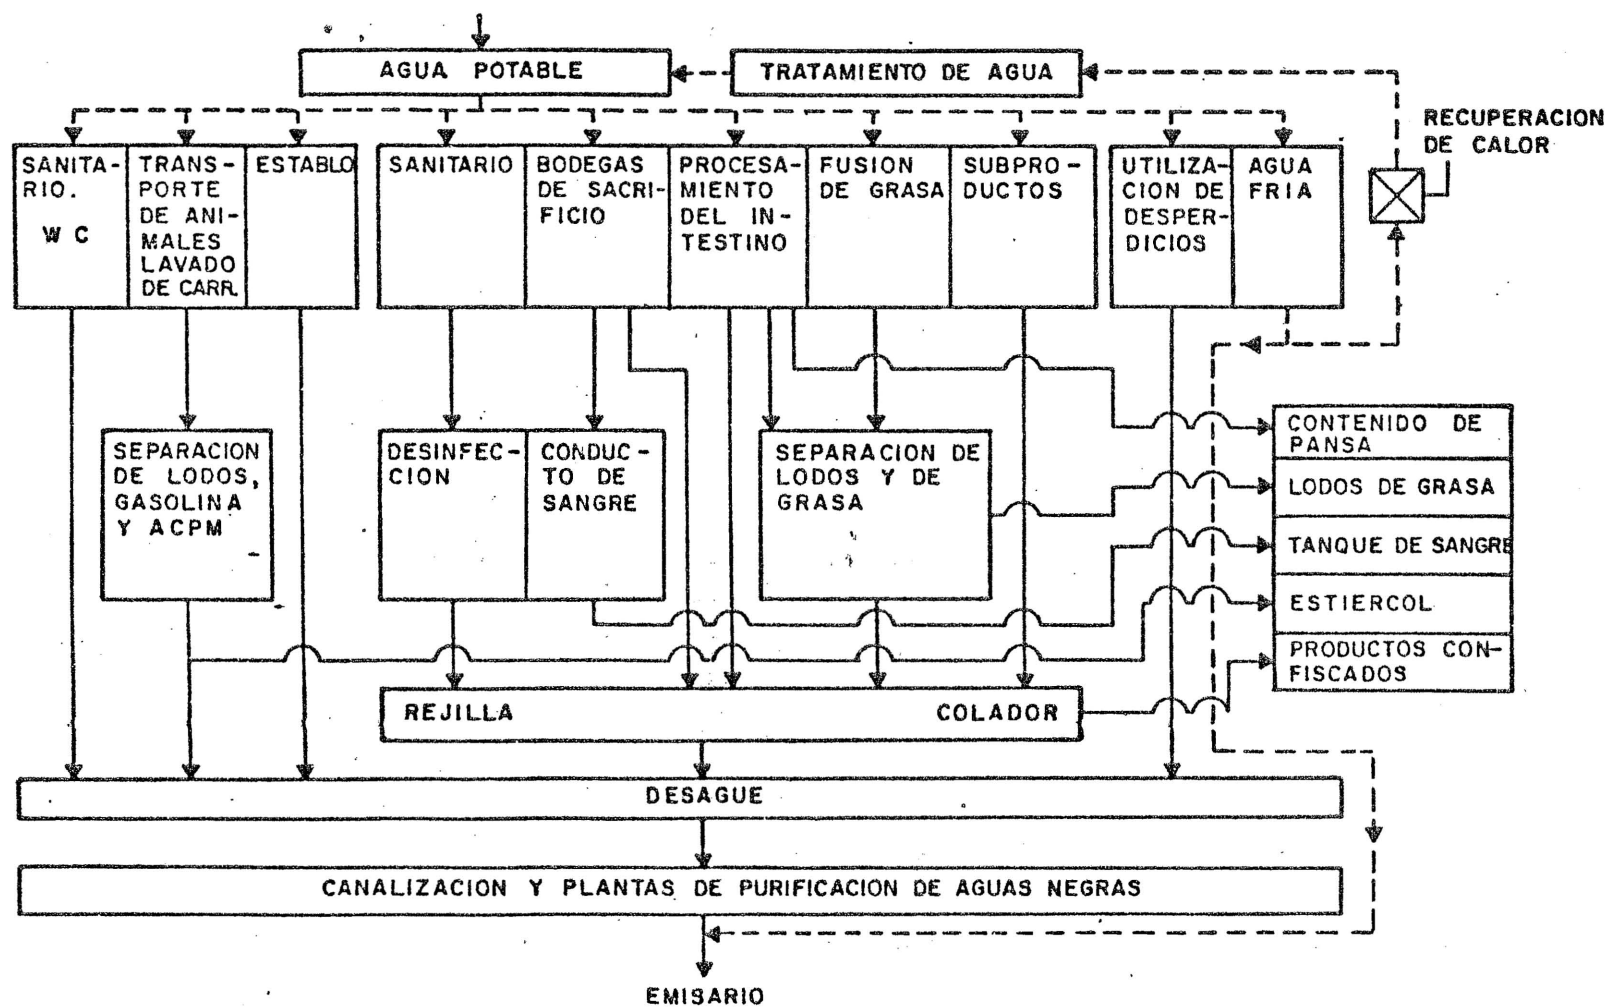 AGUA POTABLE
TRATAMIENTO DE AGUA
RECUPERACION
DE CALOR
SANITA-
RIO.
W C
TRANS-
PORTE
DE ANI-
MALES
LAVADO
DE CARR.
ESTABLO
SANITARIO
BODEGAS
DE SACRI-
FICIO
PROCESA-
MIENTO
DEL IN-
TESTINO
FUSION
DE GRASA
SUBPRO-
DUCTOS
UTILIZA-
CION DE
DESPER-
DICIOS
AGUA
FRIA
SEPARACION
DE LODOS,
GASOLINA
Y ACPM
DESINFEC-
CION
CONDUC-
TO DE
SANGRE
SEPARACION DE
LODOS Y DE
GRASA
CONTENIDO DE
PANSA
LODOS DE GRASA
TANQUE DE SANGRE
ESTIERCOL
PRODUCTOS CON-
FISCADOS
REJILLA COLADOR
DESAGUE
CANALIZACION Y PLANTAS DE PURIFICACION DE AGUAS NEGRAS
EMISARIO